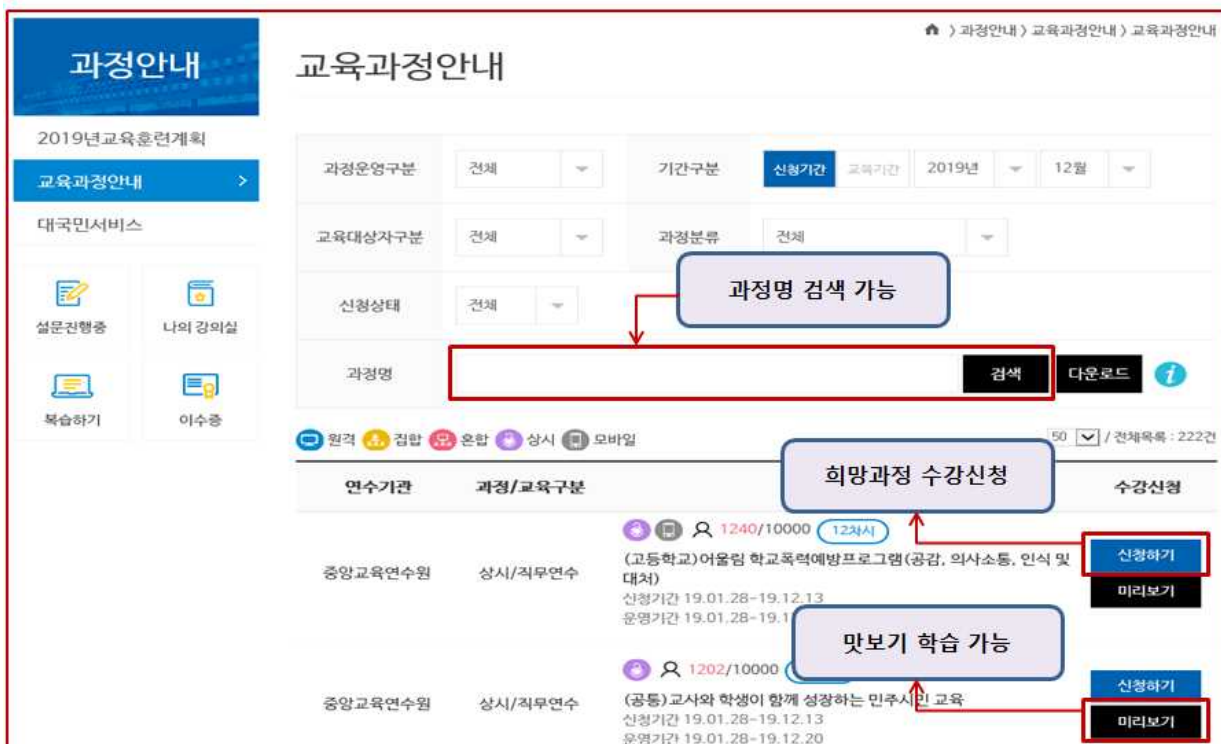 과정안내 〉 교육과정안내 〉 교육과정안내
과정안내
교육과정안내
2019년교육훈련계획
교육과정안내 >
대국민서비스
설문진행중 나의 강의실
복습하기 이수증
과정운영구분 전체 기간구분 신청기간 교육기간 2019년 12월
교육대상자구분 전체 과정분류 전체
신청상태 전체
과정명 검색 가능
과정명 검색 다운로드 i
원격 집합 혼합 상시 모바일
50 / 전체목록 : 222건
희망과정 수강신청
연수기관 과정/교육구분 수강신청
1240/10000 12차시
중앙교육연수원 상시/직무연수 (고등학교)어울림 학교폭력예방프로그램(공감, 의사소통, 인식 및
대처)
신청기간 19.01.28-19.12.13
운영기간 19.01.28-19.1
신청하기
미리보기
맛보기 학습 가능
1202/10000
중앙교육연수원 상시/직무연수 (공통)교사와 학생이 함께 성장하는 민주시민 교육
신청기간 19.01.28-19.12.13
운영기간 19.01.28-19.12.20
신청하기
미리보기